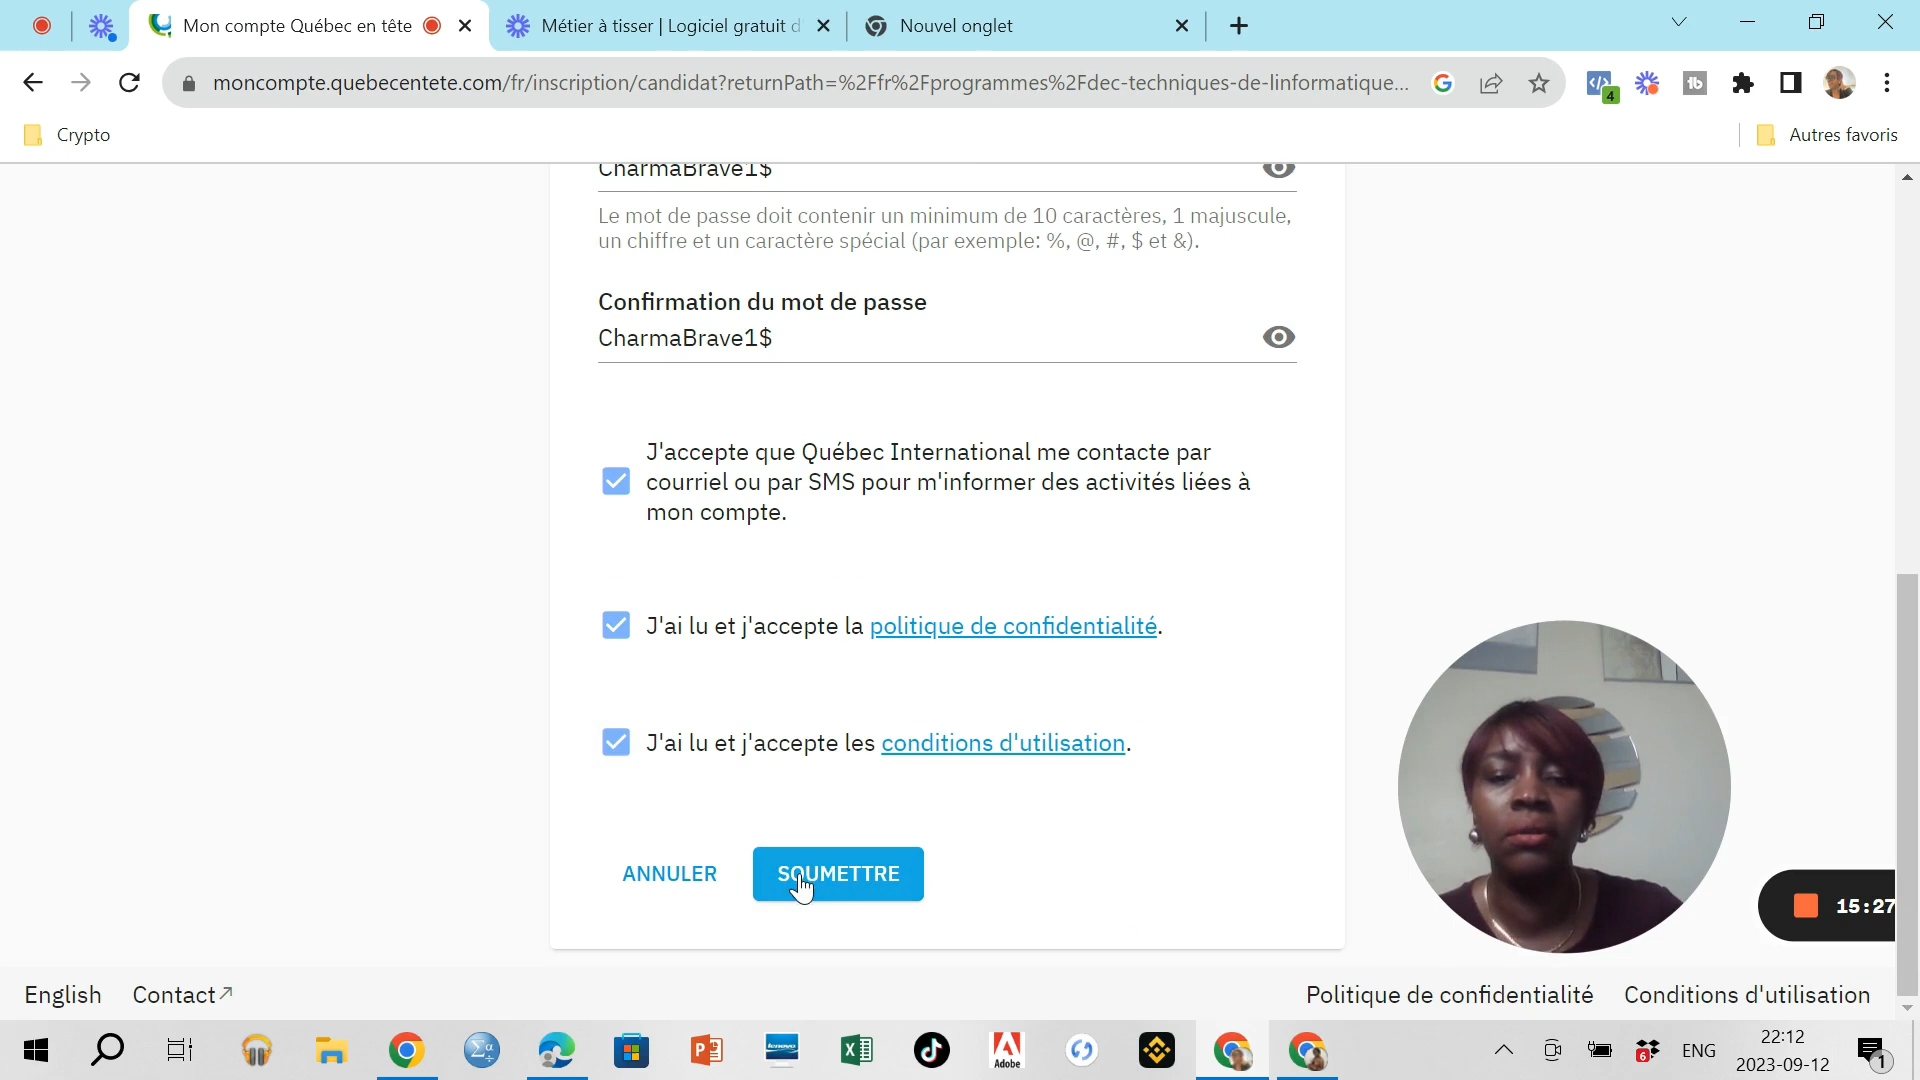 Mon compte Québec en tête
Métier à tisser | Logiciel gratuit d'
Nouvel onglet
moncompte.quebecentete.com/fr/inscription/candidat?returnPath=%2Ffr%2Fprogrammes%2Fdec-techniques-de-linformatique...
4
Crypto
Autres favoris
CharmaBrave1$
Le mot de passe doit contenir un minimum de 10 caractères, 1 majuscule,
un chiffre et un caractère spécial (par exemple: %, @, #, $ et &).
Confirmation du mot de passe
CharmaBrave1$
J'accepte que Québec International me contacte par
courriel ou par SMS pour m'informer des activités liées à
mon compte.
J'ai lu et j'accepte la politique de confidentialité.
J'ai lu et j'accepte les conditions d'utilisation.
ANNULER
SOUMETTRE
15:27
English
Contact
Politique de confidentialité
Conditions d'utilisation
Adobe
6
ENG
22:12
2023-09-12
1